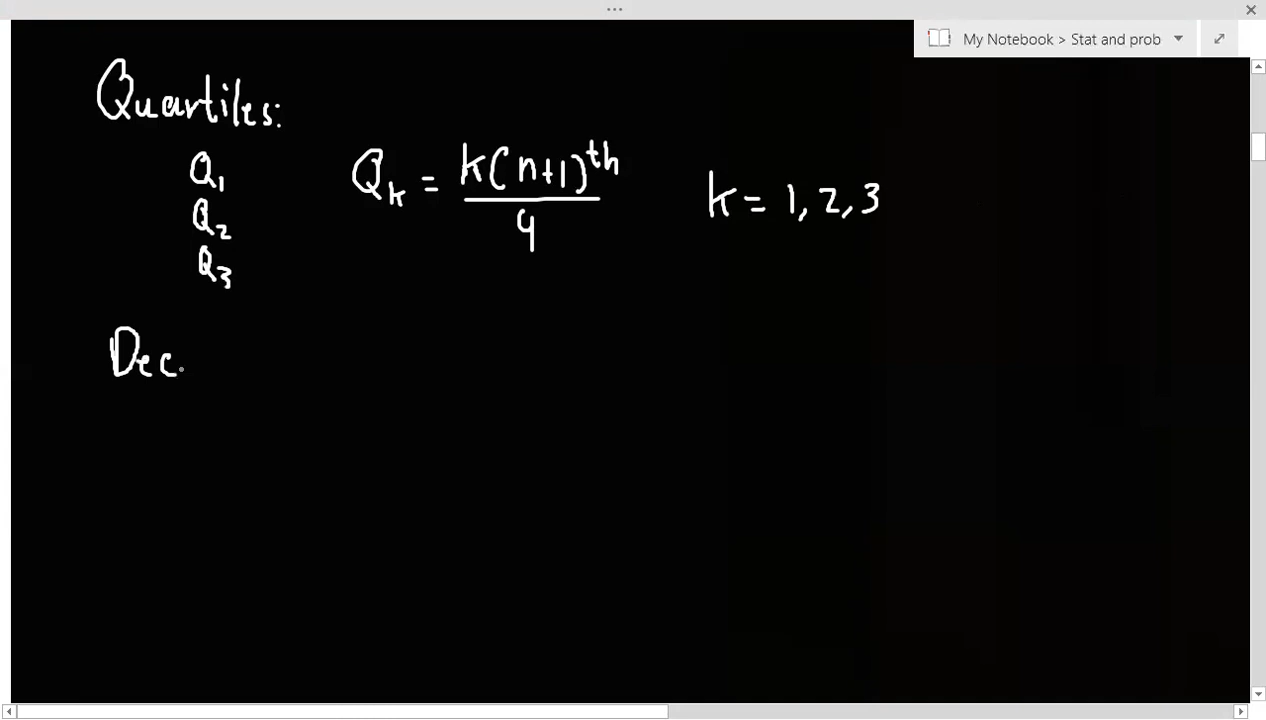 My Notebook > Stat and prob
Quartiles:
Q1
Q2
Q3
Qk = k(n+1)th
4
k = 1, 2, 3
Dec